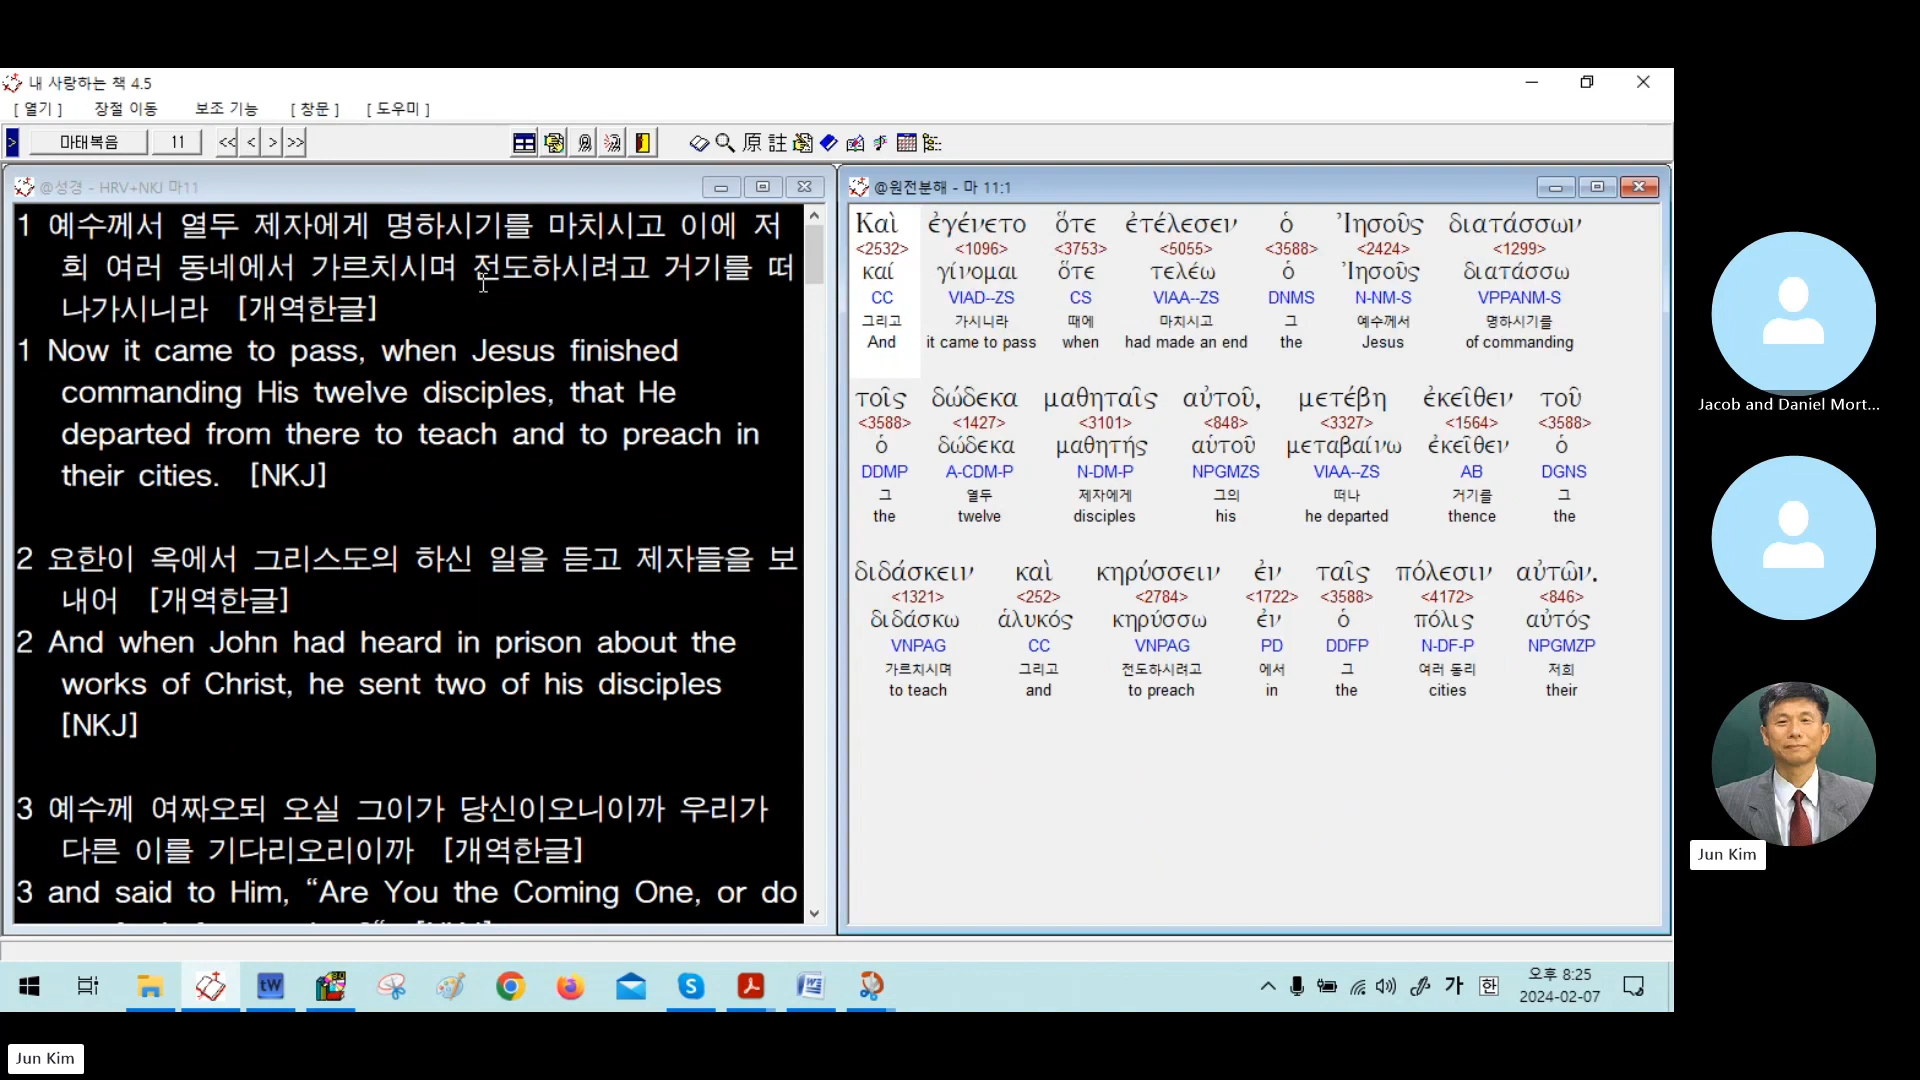 내 사랑하는 책 4.5
[ 열기 ] 장절 이동 보조 기능 [ 창문 ] [ 도우미 ]
마태복음 11 << < > >> 原 註
@성경 - HRV+NKJ 마11
1 예수께서 열두 제자에게 명하시기를 마치시고 이에 저
희 여러 동네에서 가르치시며 전도하시려고 거기를 떠
나가시니라 [개역한글]
1 Now it came to pass, when Jesus finished
commanding His twelve disciples, that He
departed from there to teach and to preach in
their cities. [NKJ]
2 요한이 옥에서 그리스도의 하신 일을 듣고 제자들을 보
내어 [개역한글]
2 And when John had heard in prison about the
works of Christ, he sent two of his disciples
[NKJ]
3 예수께 여짜오되 오실 그이가 당신이오니이까 우리가
다른 이를 기다리오리이까 [개역한글]
3 and said to Him, “Are You the Coming One, or do
@원전분해 - 마 11:1
Καὶ ἐγένετο ὅτε ἐτέλεσεν ὁ Ἰησοῦς διατάσσων
<2532> <1096> <3753> <5055> <3588> <2424> <1299>
καί γίνομαι ὅτε τελέω ὁ Ἰησοῦς διατάσσω
CC VIAD--ZS CS VIAA--ZS DNMS N-NM-S VPPANM-S
그리고 가시니라 때에 마치시고 그 예수께서 명하시기를
And it came to pass when had made an end the Jesus of commanding
τοῖς δώδεκα μαθηταῖς αὐτοῦ, μετέβη ἐκεῖθεν τοῦ
<3588> <1427> <3101> <848> <3327> <1564> <3588>
ὁ δώδεκα μαθητής αὑτοῦ μεταβαίνω ἐκεῖθεν ὁ
DDMP A-CDM-P N-DM-P NPGMZS VIAA--ZS AB DGNS
그 열두 제자에게 그의 떠나 거기를 그
the twelve disciples his he departed thence the
διδάσκειν καὶ κηρύσσειν ἐν ταῖς πόλεσιν αὐτῶν.
<1321> <252> <2784> <1722> <3588> <4172> <846>
διδάσκω ἁλυκός κηρύσσω ἐν ὁ πόλις αὐτός
VNPAG CC VNPAG PD DDFP N-DF-P NPGMZP
가르치시며 그리고 전도하시려고 에서 그 여러 동리 저희
to teach and to preach in the cities their
Jacob and Daniel Mort...
Jun Kim
가 한 오후 8:25
2024-02-07
Jun Kim